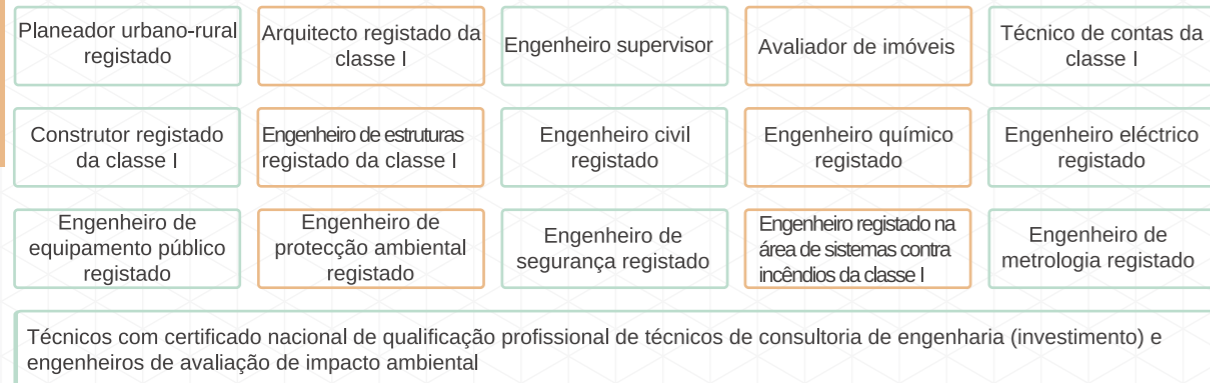 Planeador urbano-rural
registado
Arquitecto registado da
classe I
Engenheiro supervisor
Avaliador de imóveis
Técnico de contas da
classe I
Construtor registado
da classe I
Engenheiro de estruturas
registado da classe I
Engenheiro civil
registado
Engenheiro químico
registado
Engenheiro eléctrico
registado
Engenheiro de
equipamento público
registado
Engenheiro de
protecção ambiental
registado
Engenheiro de
segurança registado
Engenheiro registado na
área de sistemas contra
incêndios da classe I
Engenheiro de
metrologia registado
Técnicos com certificado nacional de qualificação profissional de técnicos de consultoria de engenharia (investimento) e
engenheiros de avaliação de impacto ambiental